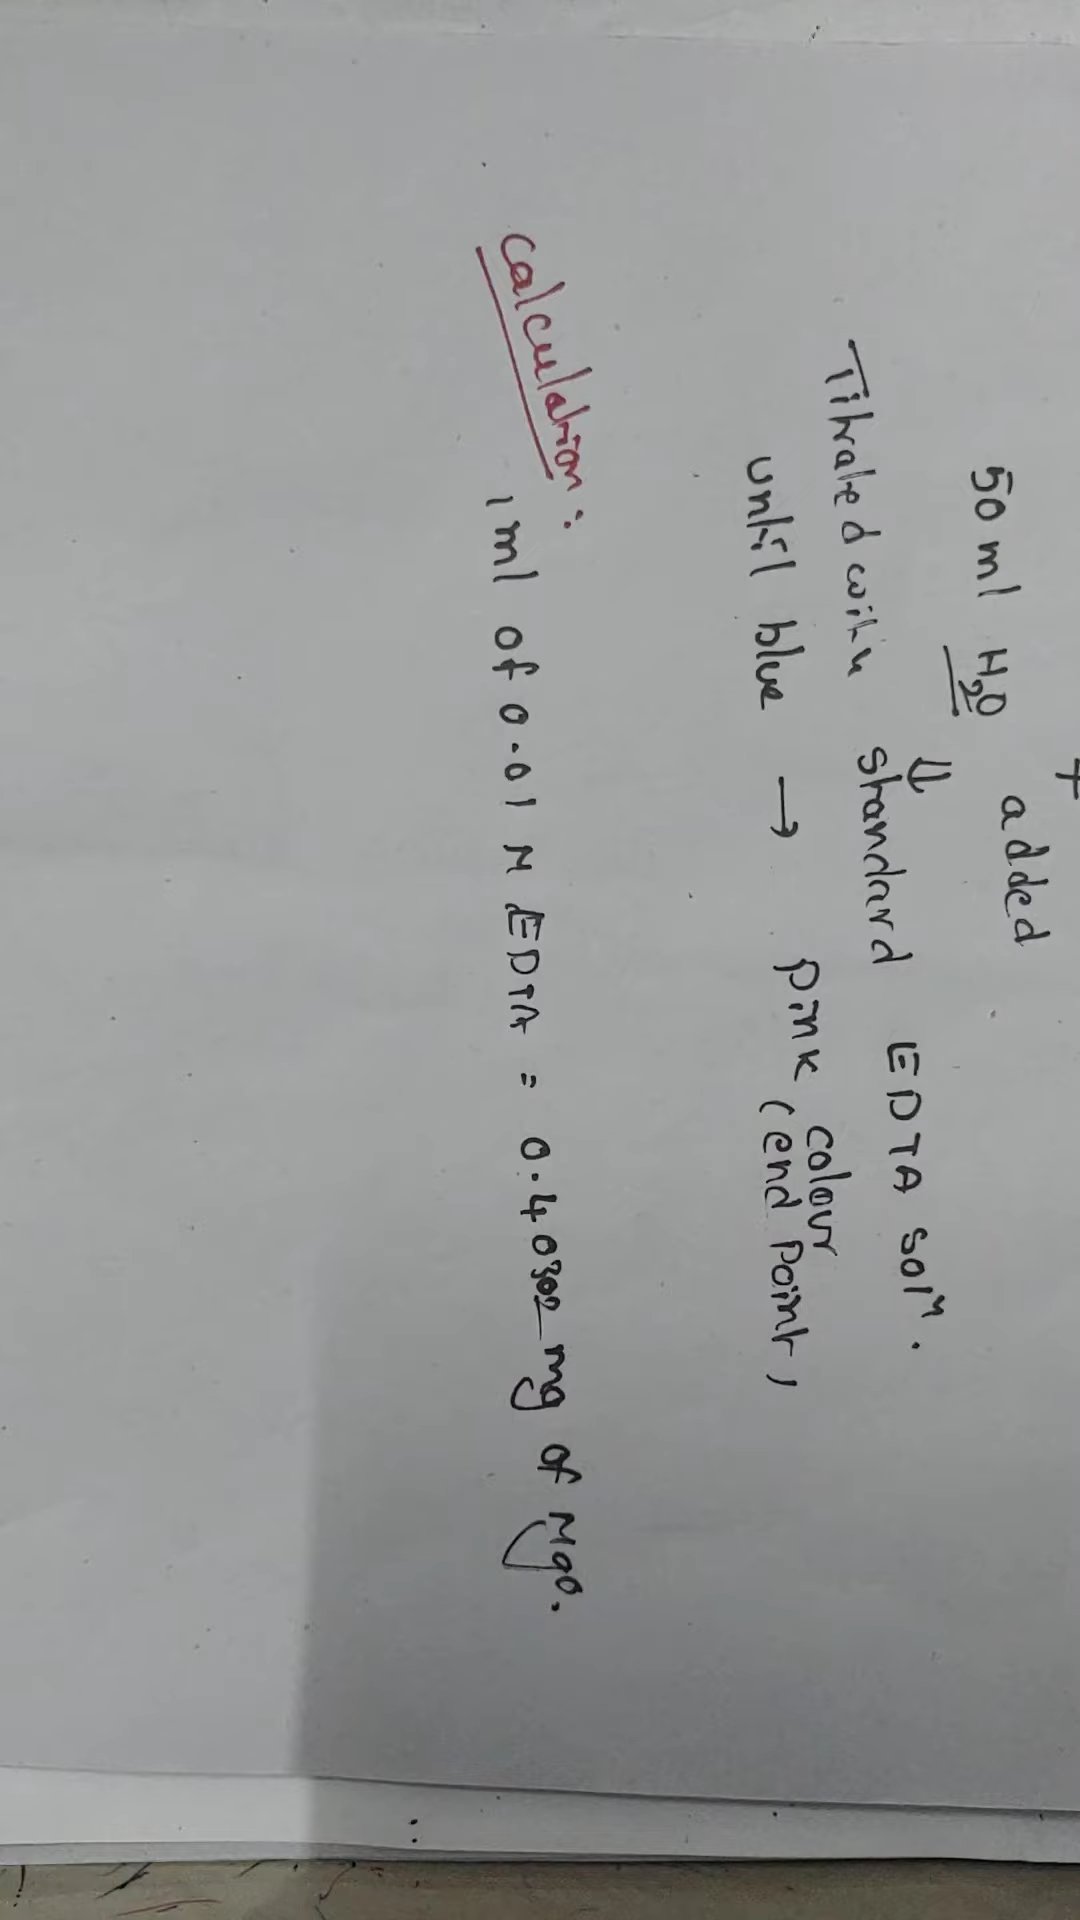 +
50 ml H2O added
⇓
Titrated with standard EDTA solⁿ.
until blue → pink colour (end point)
Calculation:
1 ml of 0.01 M EDTA = 0.40302 mg of Mgo.